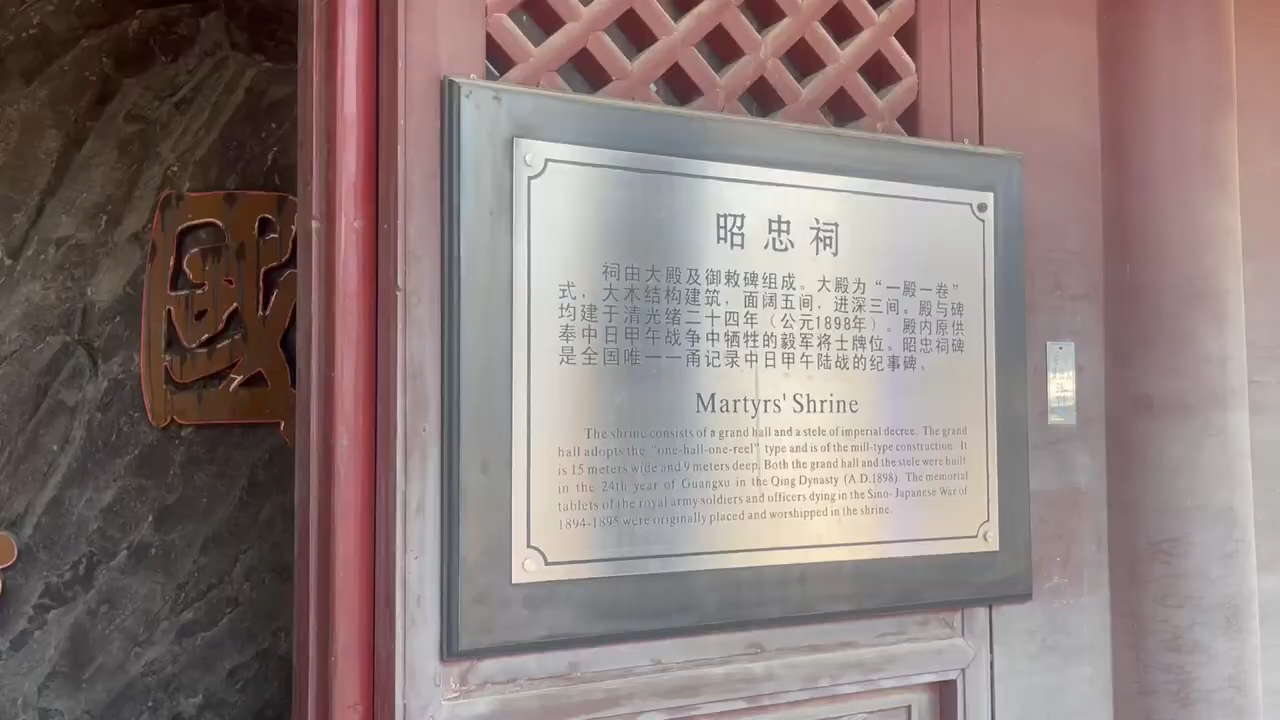 國
昭忠祠
祠由大殿及御敕碑组成。大殿为“一殿一卷”
式，大木结构建筑，面阔五间，进深三间。殿与碑
均建于清光绪二十四年（公元1898年）。殿内原供
奉中日甲午战争中牺牲的毅军将士牌位。昭忠祠碑
是全国唯一一甬记录中日甲午陆战的纪事碑。
Martyrs' Shrine
The shrine consists of a grand hall and a stele of imperial decree. The grand
hall adopts the "one-hall-one-reel" type and is of the mill-type construction. It
is 15 meters wide and 9 meters deep. Both the grand hall and the stele were built
in the 24th year of Guangxu in the Qing Dynasty (A.D.1898). The memorial
tablets of the royal army soldiers and officers dying in the Sino- Japanese War of
1894-1895 were originally placed and worshipped in the shrine.